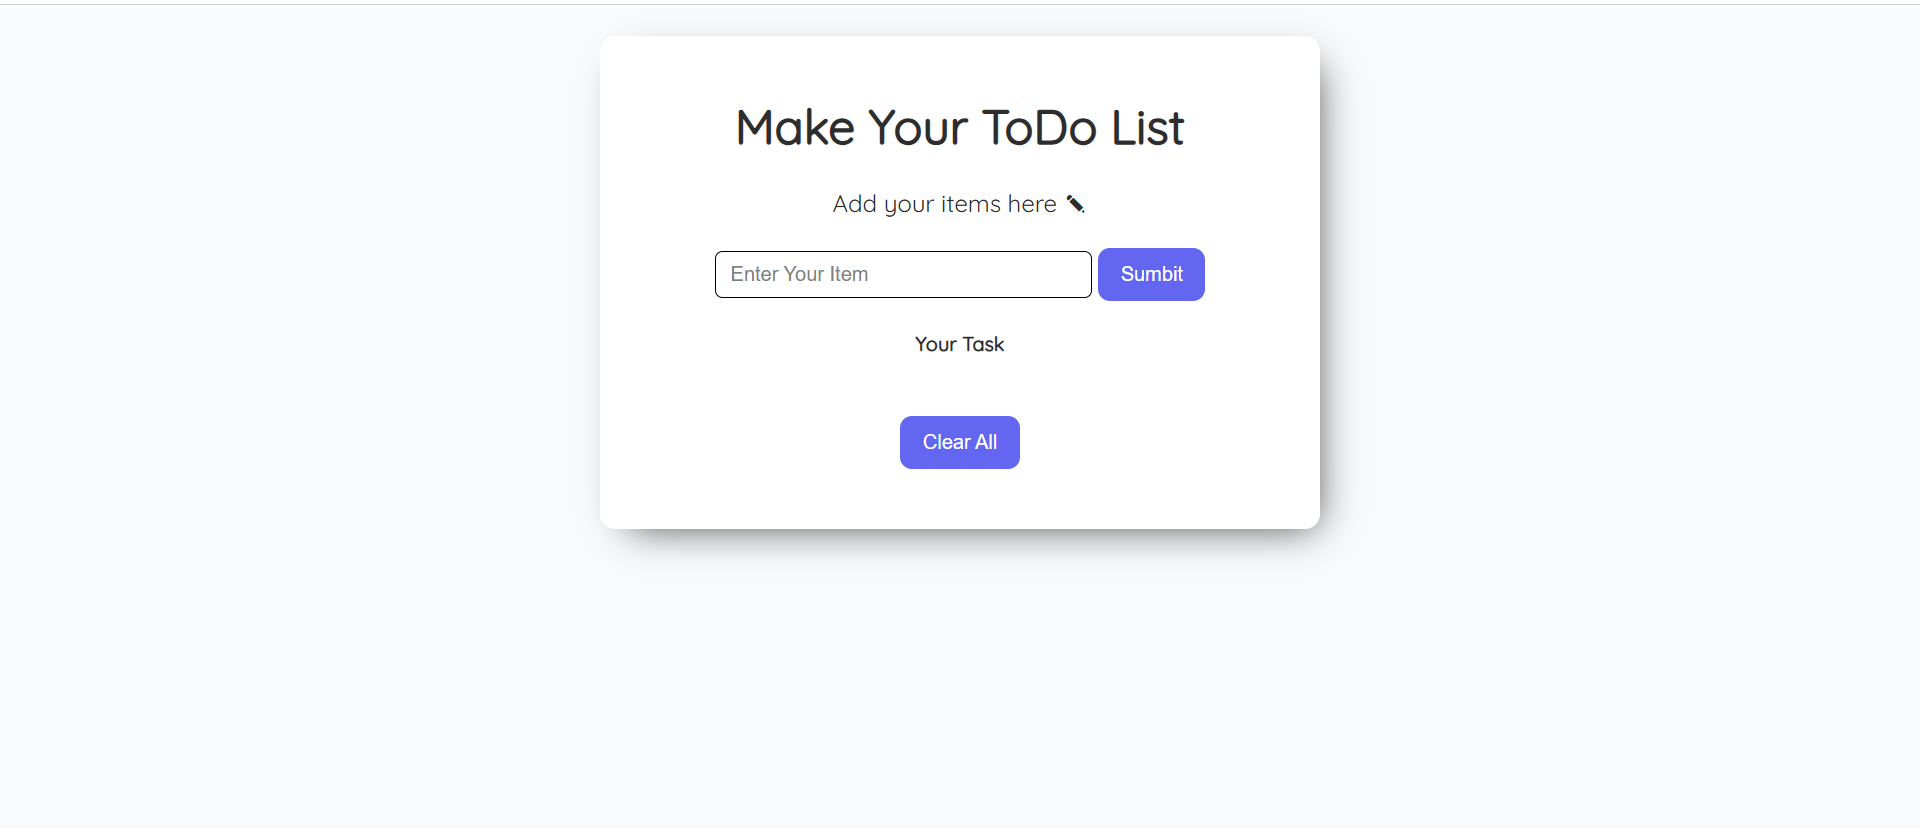 Make Your ToDo List
Add your items here ✎
Enter Your Item Sumbit
Your Task
Clear All